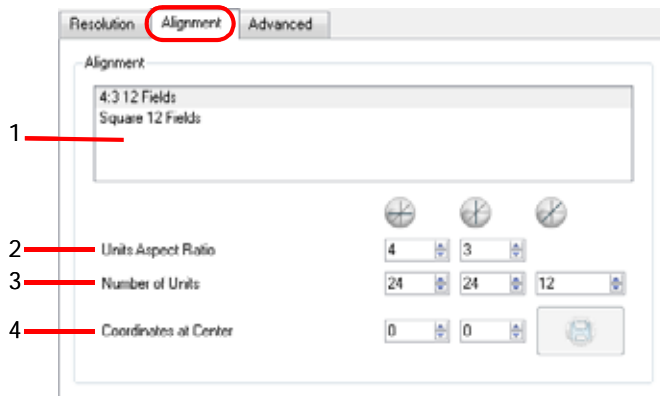 Resolution Alignment Advanced
Alignment
4:3 12 Fields
Square 12 Fields
1
2 Units Aspect Ratio 4 3
3 Number of Units 24 24 12
4 Coordinates at Center 0 0